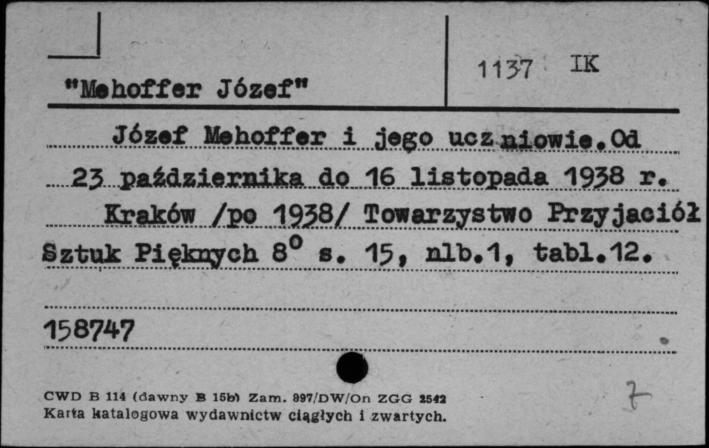 1137 IK
"Mehoffer Józef"
Józef Mehoffer i jego uczniowie.Od
23 października do 16 listopada 1938 r.
Kraków /po 1938/ Towarzystwo Przyjaciół
Sztuk Pięknych 8° s. 15, nlb.1, tabl.12.
158747
CWD B 114 (dawny B 15b) Zam. 897/DW/On ZGG 2542
Karta katalogowa wydawnictw ciągłych i zwartych.
7